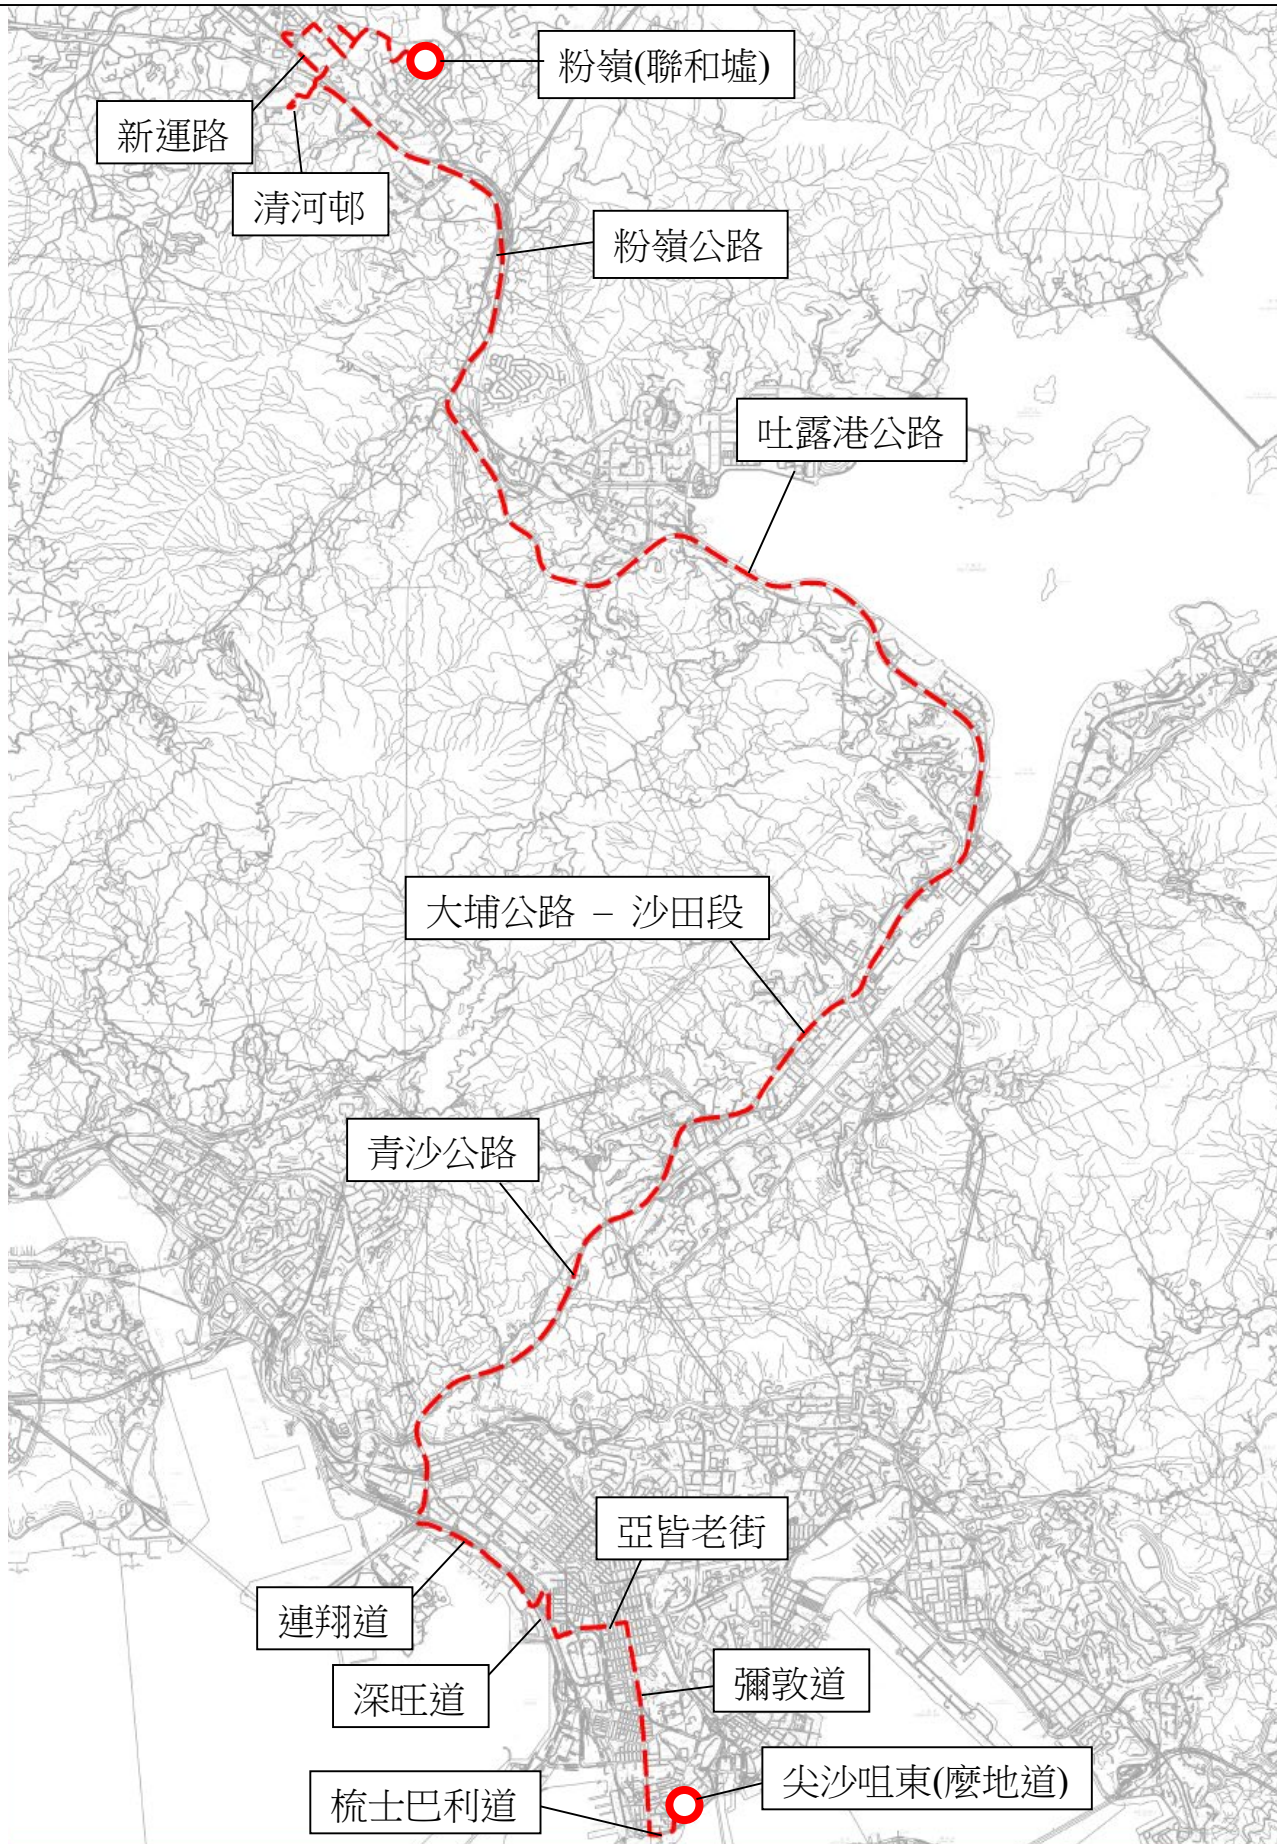 粉嶺(聯和墟)
新運路
清河邨
粉嶺公路
吐露港公路
大埔公路 – 沙田段
青沙公路
亞皆老街
連翔道
深旺道
彌敦道
尖沙咀東(麼地道)
梳士巴利道